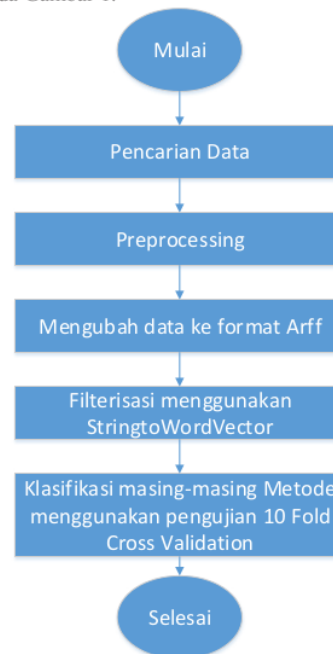 Mulai
Pencarian Data
Preprocessing
Mengubah data ke format Arff
Filterisasi menggunakan
StringtoWordVector
Klasifikasi masing-masing Metode
menggunakan pengujian 10 Fold
Cross Validation
Selesai